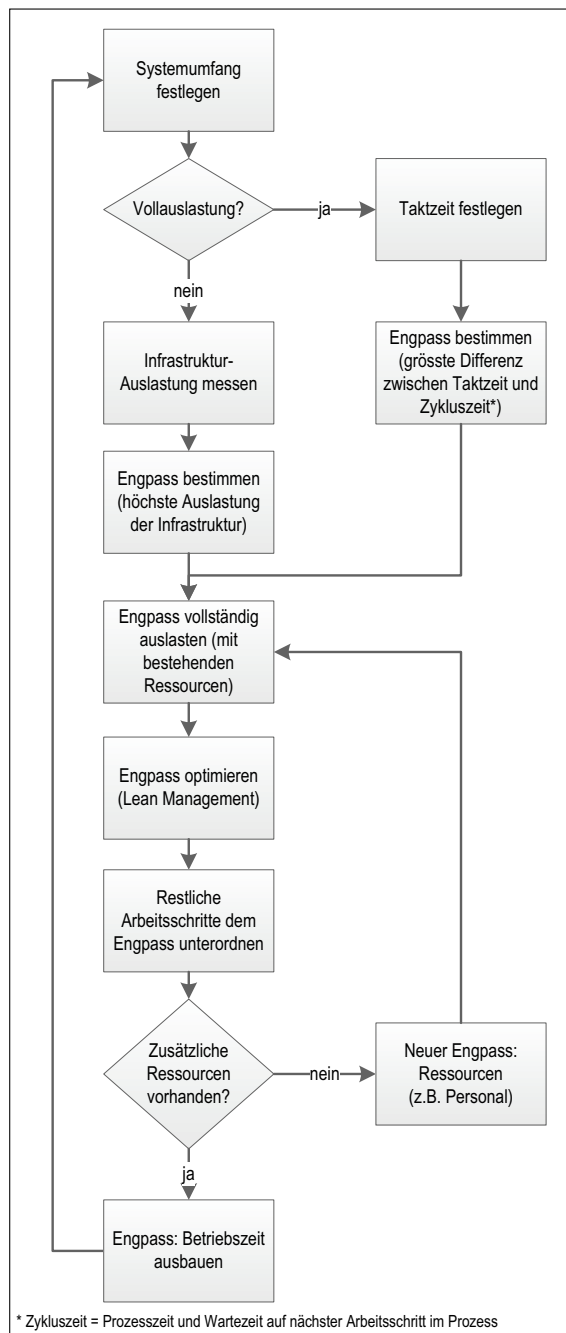 Systemumfang
festlegen
Vollauslastung?
ja
Taktzeit festlegen
nein
Infrastruktur-
Auslastung messen
Engpass bestimmen
(grösste Differenz
zwischen Taktzeit und
Zykluszeit*)
Engpass bestimmen
(höchste Auslastung
der Infrastruktur)
Engpass vollständig
auslasten (mit
bestehenden
Ressourcen)
Engpass optimieren
(Lean Management)
Restliche
Arbeitsschritte dem
Engpass unterordnen
Zusätzliche
Ressourcen
vorhanden?
nein
Neuer Engpass:
Ressourcen
(z.B. Personal)
ja
Engpass: Betriebszeit
ausbauen
* Zykluszeit = Prozesszeit und Wartezeit auf nächster Arbeitsschritt im Prozess